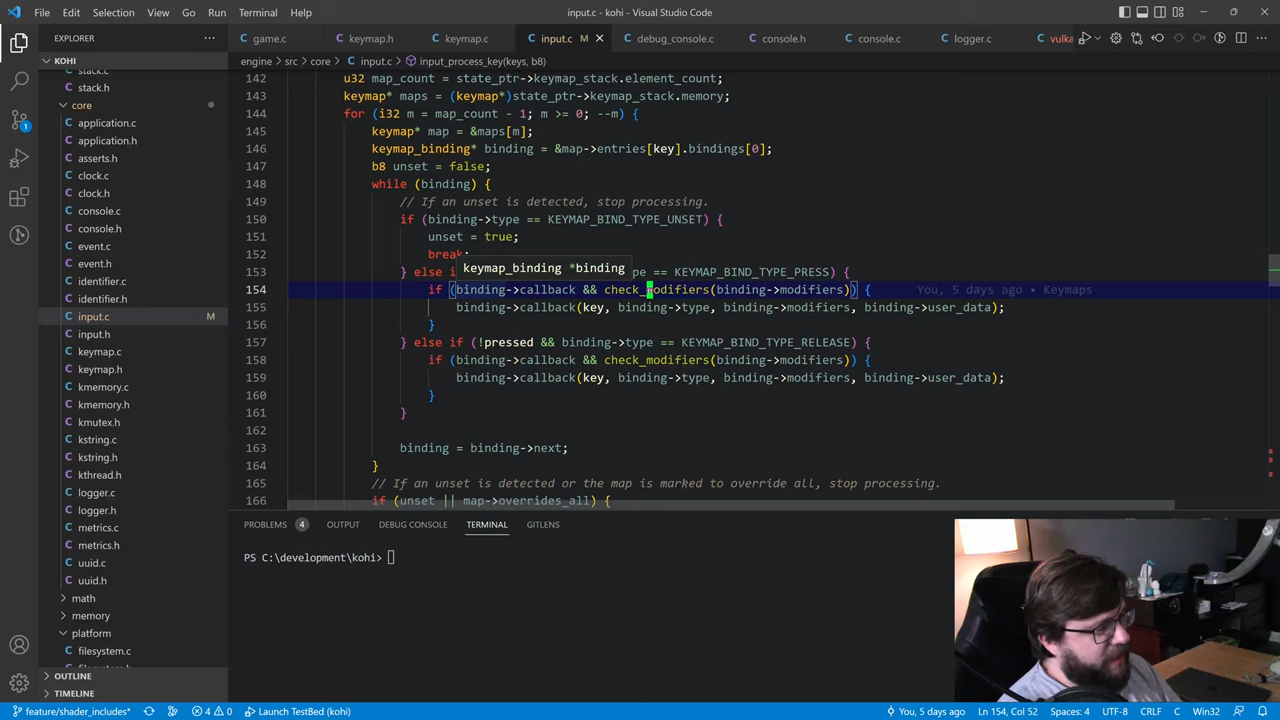 File Edit Selection View Go Run Terminal Help
input.c - kohi - Visual Studio Code
EXPLORER
game.c keymap.h keymap.c input.c M debug_console.c console.h console.c logger.c vulka
KOHI
engine > src > core > input.c > input_process_key(keys, b8)
stack.c
stack.h
core
application.c
application.h
asserts.h
clock.c
clock.h
console.c
console.h
event.c
event.h
identifier.c
identifier.h
input.c M
input.h
keymap.c
keymap.h
kmemory.c
kmemory.h
kmutex.h
kstring.c
kstring.h
kthread.h
logger.c
logger.h
metrics.c
metrics.h
uuid.c
uuid.h
math
memory
platform
filesystem.c
OUTLINE
TIMELINE
142 u32 map_count = state_ptr->keymap_stack.element_count;
143 keymap* maps = (keymap*)state_ptr->keymap_stack.memory;
144 for (i32 m = map_count - 1; m >= 0; --m) {
145 keymap* map = &maps[m];
146 keymap_binding* binding = &map->entries[key].bindings[0];
147 b8 unset = false;
148 while (binding) {
149 // If an unset is detected, stop processing.
150 if (binding->type == KEYMAP_BIND_TYPE_UNSET) {
151 unset = true;
152 break;
keymap_binding *binding
153 } else i pe == KEYMAP_BIND_TYPE_PRESS) {
154 if (binding->callback && check_modifiers(binding->modifiers)) { You, 5 days ago • Keymaps
155 binding->callback(key, binding->type, binding->modifiers, binding->user_data);
156 }
157 } else if (!pressed && binding->type == KEYMAP_BIND_TYPE_RELEASE) {
158 if (binding->callback && check_modifiers(binding->modifiers)) {
159 binding->callback(key, binding->type, binding->modifiers, binding->user_data);
160 }
161 }
162
163 binding = binding->next;
164 }
165 // If an unset is detected or the map is marked to override all, stop processing.
166 if (unset || map->overrides_all) {
PROBLEMS 4 OUTPUT DEBUG CONSOLE TERMINAL GITLENS
PS C:\development\kohi>
1
feature/shader_includes* 4 0 Launch TestBed (kohi) You, 5 days ago Ln 154, Col 52 Spaces: 4 UTF-8 CRLF C Win32